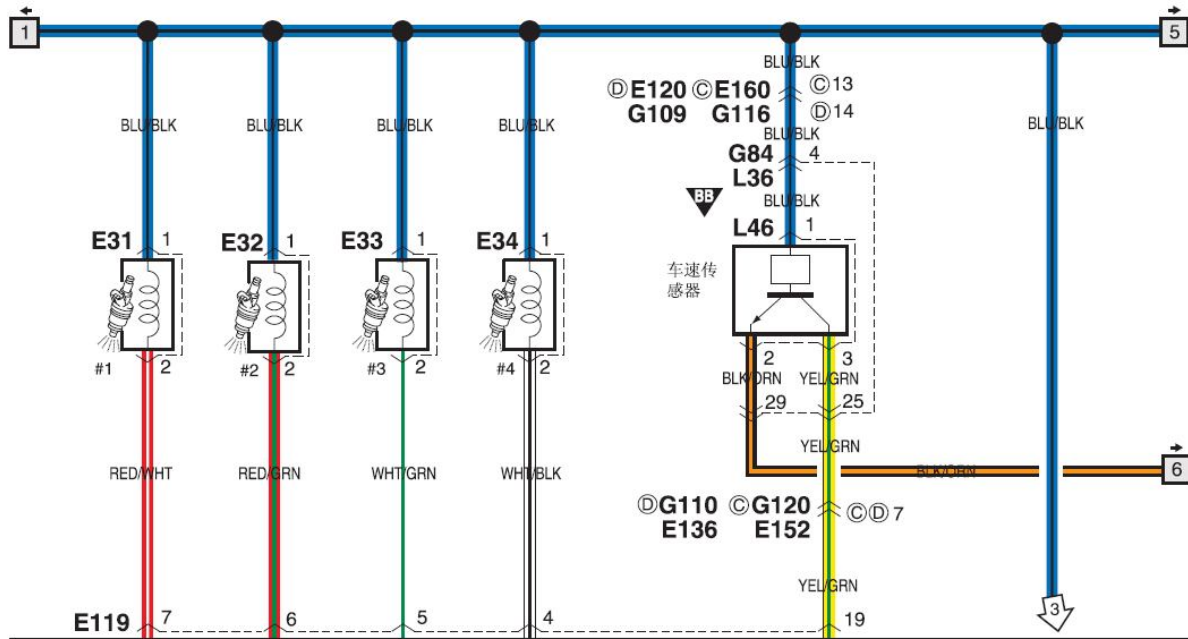 1
5
BLU/BLK
BLU/BLK
BLU/BLK
BLU/BLK
BLU/BLK
BLU/BLK
ⒹE120 ⒸE160 Ⓒ13
G109 G116 Ⓓ14
BLU/BLK
G84 4
L36
BB
BLU/BLK
L46 1
E31 1
E32 1
E33 1
E34 1
车速传
感器
#1 2
#2 2
#3 2
#4 2
2 3
BLK/ORN YEL/GRN
29 25
YEL/GRN
RED/WHT
RED/GRN
WHT/GRN
WHT/BLK
BLK/ORN
6
ⒹG110 ⒸG120 ⒸⒹ7
E136 E152
YEL/GRN
E119 7 6 5 4 19
3